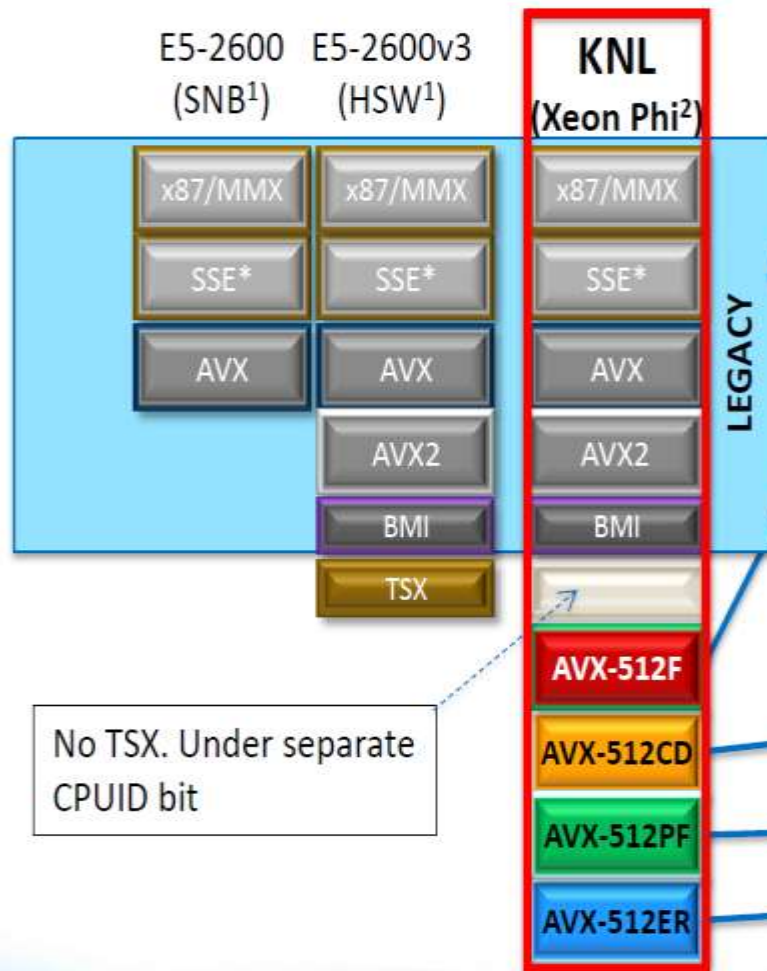 E5-2600 E5-2600v3 KNL
(SNB¹) (HSW¹) (Xeon Phi²)
x87/MMX x87/MMX x87/MMX
SSE* SSE* SSE*
AVX AVX AVX
AVX2 AVX2
BMI BMI
TSX
LEGACY
AVX-512F
AVX-512CD
AVX-512PF
AVX-512ER
No TSX. Under separate
CPUID bit